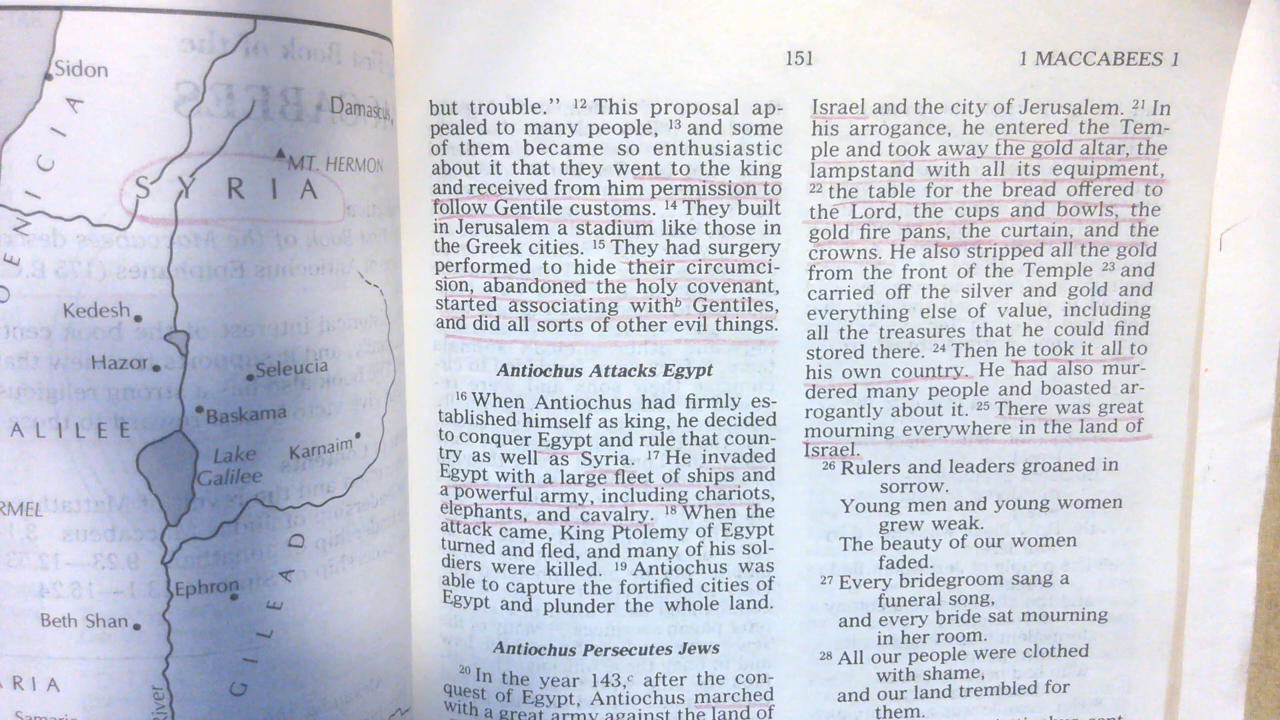 Sidon
Damascus
MT. HERMON
SYRIA
Kedesh
Hazor
Seleucia
Baskama
ALILEE
Lake
Galilee
Karnaim
RMEL
Ephron
GILEAD
Beth Shan
RIA
River
151
1 MACCABEES 1
but trouble.” 12 This proposal ap-
pealed to many people, 13 and some
of them became so enthusiastic
about it that they went to the king
and received from him permission to
follow Gentile customs. 14 They built
in Jerusalem a stadium like those in
the Greek cities. 15 They had surgery
performed to hide their circumci-
sion, abandoned the holy covenant,
started associating withb Gentiles,
and did all sorts of other evil things.
Antiochus Attacks Egypt
16 When Antiochus had firmly es-
tablished himself as king, he decided
to conquer Egypt and rule that coun-
try as well as Syria. 17 He invaded
Egypt with a large fleet of ships and
a powerful army, including chariots,
elephants, and cavalry. 18 When the
attack came, King Ptolemy of Egypt
turned and fled, and many of his sol-
diers were killed. 19 Antiochus was
able to capture the fortified cities of
Egypt and plunder the whole land.
Antiochus Persecutes Jews
20 In the year 143,c after the con-
quest of Egypt, Antiochus marched
with a great army against the land of
Israel and the city of Jerusalem. 21 In
his arrogance, he entered the Tem-
ple and took away the gold altar, the
lampstand with all its equipment,
22 the table for the bread offered to
the Lord, the cups and bowls, the
gold fire pans, the curtain, and the
crowns. He also stripped all the gold
from the front of the Temple 23 and
carried off the silver and gold and
everything else of value, including
all the treasures that he could find
stored there. 24 Then he took it all to
his own country. He had also mur-
dered many people and boasted ar-
rogantly about it. 25 There was great
mourning everywhere in the land of
Israel.
26 Rulers and leaders groaned in
sorrow.
Young men and young women
grew weak.
The beauty of our women
faded.
27 Every bridegroom sang a
funeral song,
and every bride sat mourning
in her room.
28 All our people were clothed
with shame,
and our land trembled for
them.